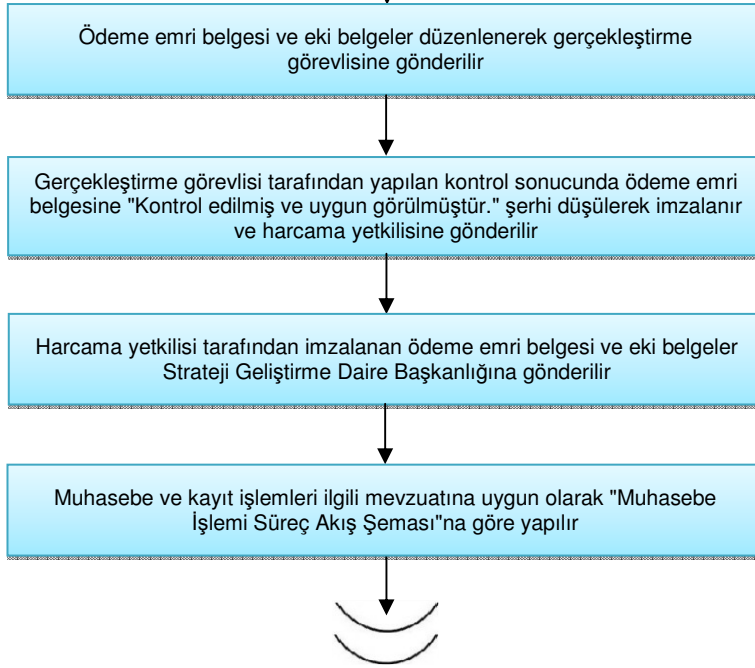 Ödeme emri belgesi ve eki belgeler düzenlenerek gerçekleştirme
görevlisine gönderilir
Gerçekleştirme görevlisi tarafından yapılan kontrol sonucunda ödeme emri
belgesine "Kontrol edilmiş ve uygun görülmüştür." şerhi düşülerek imzalanır
ve harcama yetkilisine gönderilir
Harcama yetkilisi tarafından imzalanan ödeme emri belgesi ve eki belgeler
Strateji Geliştirme Daire Başkanlığına gönderilir
Muhasebe ve kayıt işlemleri ilgili mevzuatına uygun olarak "Muhasebe
İşlemi Süreç Akış Şeması"na göre yapılır